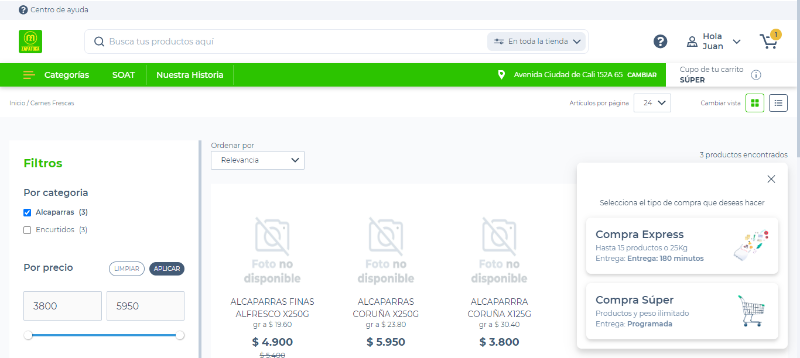 Centro de ayuda
Busca tus productos aquí
En toda la tienda
Hola
Juan
1
Categorías
SOAT
Nuestra Historia
Avenida Ciudad de Cali 152A 65 CAMBIAR
Cupo de tu carrito
SÚPER
Inicio / Carnes Frescas
Artículos por página
24
Cambiar vista
Filtros
Por categoria
Alcaparras (3)
Encurtidos (3)
Por precio
LIMPIAR
APLICAR
3800
5950
Ordenar por
Relevancia
3 productos encontrados
Foto no
disponible
ALCAPARRAS FINAS
ALFRESCO X250G
gr a $ 19.60
$ 4.900
$ 5.400
Foto no
disponible
ALCAPARRAS
CORUÑA X250G
gr a $ 23.80
$ 5.950
Foto no
disponible
ALCAPARRRA
CORUÑA X125G
gr a $ 30.40
$ 3.800
Selecciona el tipo de compra que deseas hacer
Compra Express
Hasta 15 productos o 25Kg
Entrega: Entrega: 180 minutos
Compra Súper
Productos y peso ilimitado
Entrega: Programada